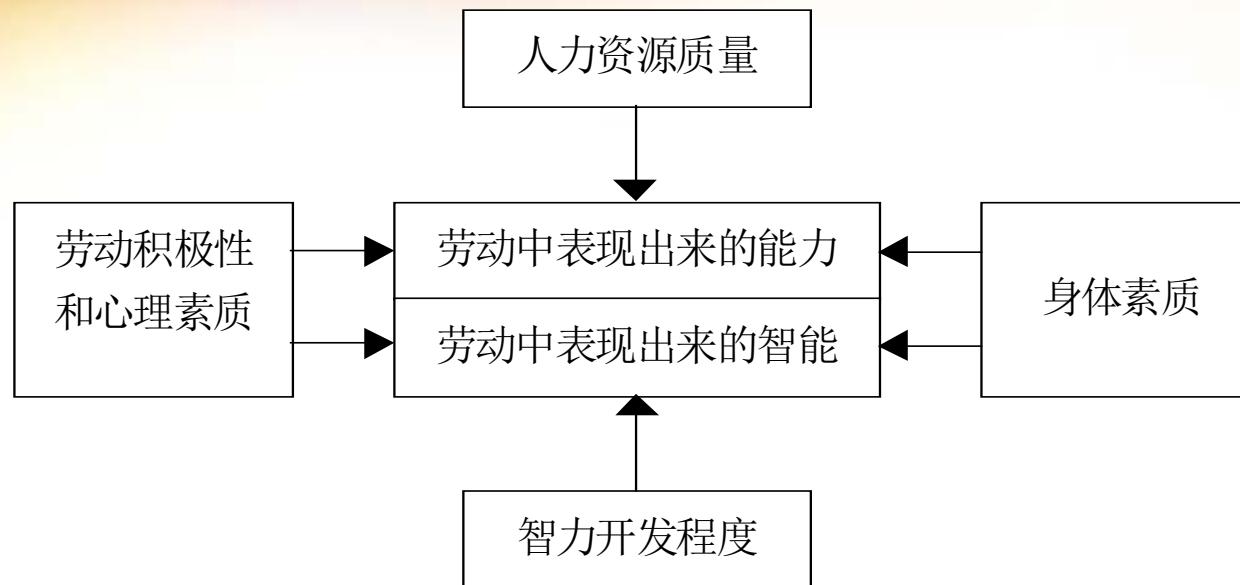 人力资源质量
劳动积极性
和心理素质
劳动中表现出来的能力
劳动中表现出来的智能
身体素质
智力开发程度